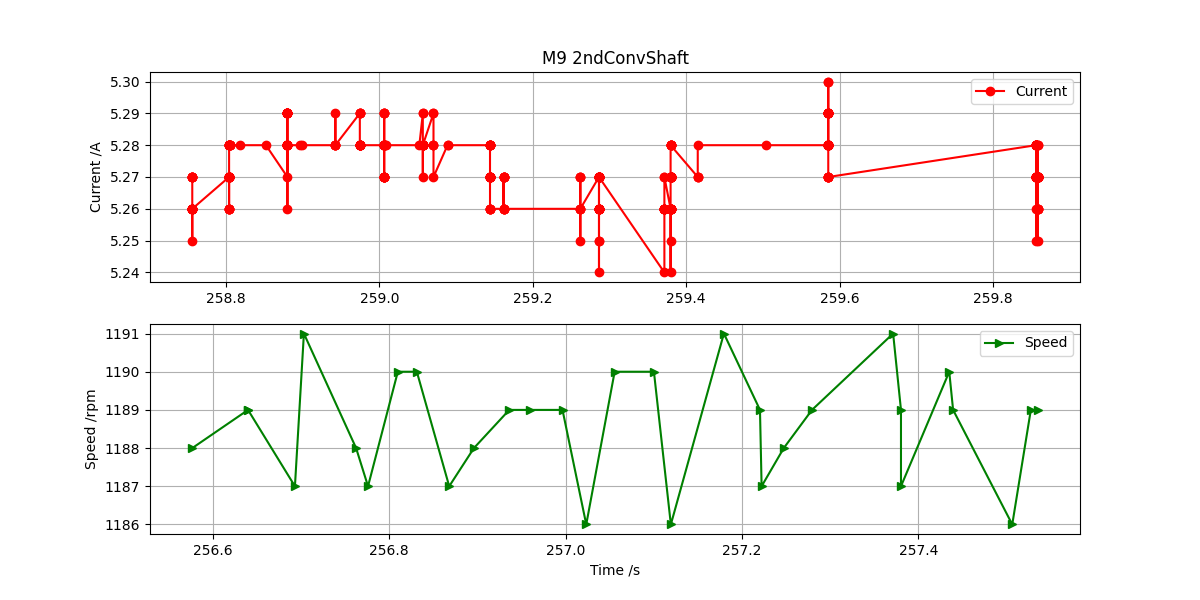 M9 2ndConvShaft
Current /A
5.30
5.29
5.28
5.27
5.26
5.25
5.24
Current
258.8 259.0 259.2 259.4 259.6 259.8
Speed /rpm
1191
1190
1189
1188
1187
1186
Speed
256.6 256.8 257.0 257.2 257.4
Time /s